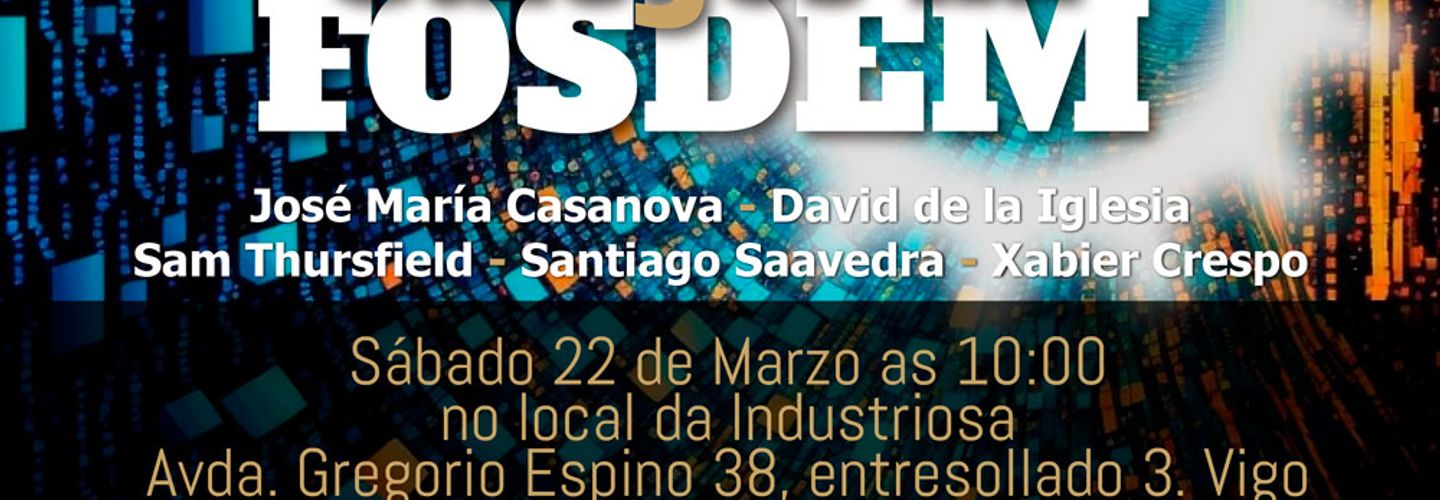 FOSDEM
José María Casanova - David de la Iglesia
Sam Thursfield - Santiago Saavedra - Xabier Crespo
Sábado 22 de Marzo as 10:00
no local da Industriosa
Avda. Gregorio Espino 38, entresollado 3. Vigo